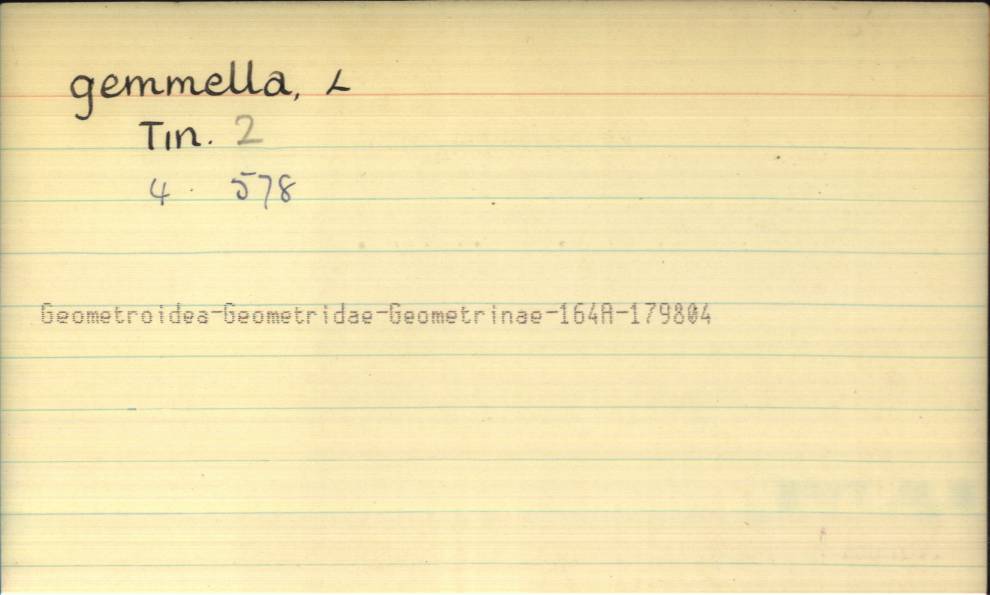 gemmella, L
Tin. 2
4. 578
Geometroidea-Geometridae-Geometrinae-164A-179804